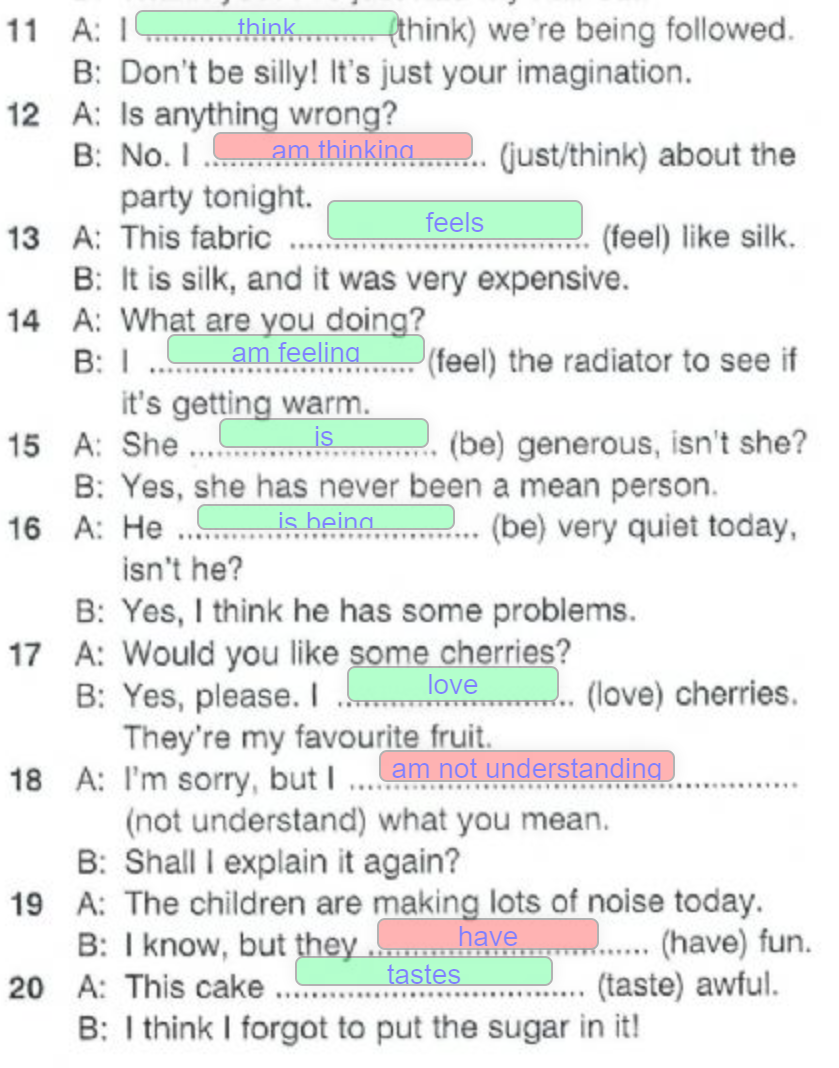 11 A: I think (think) we're being followed.
B: Don't be silly! It's just your imagination.
12 A: Is anything wrong?
B: No. I am thinking (just/think) about the
party tonight.
13 A: This fabric feels (feel) like silk.
B: It is silk, and it was very expensive.
14 A: What are you doing?
B: I am feeling (feel) the radiator to see if
it's getting warm.
15 A: She is (be) generous, isn't she?
B: Yes, she has never been a mean person.
16 A: He is being (be) very quiet today,
isn't he?
B: Yes, I think he has some problems.
17 A: Would you like some cherries?
B: Yes, please. I love (love) cherries.
They're my favourite fruit.
18 A: I'm sorry, but I am not understanding
(not understand) what you mean.
B: Shall I explain it again?
19 A: The children are making lots of noise today.
B: I know, but they have (have) fun.
20 A: This cake tastes (taste) awful.
B: I think I forgot to put the sugar in it!